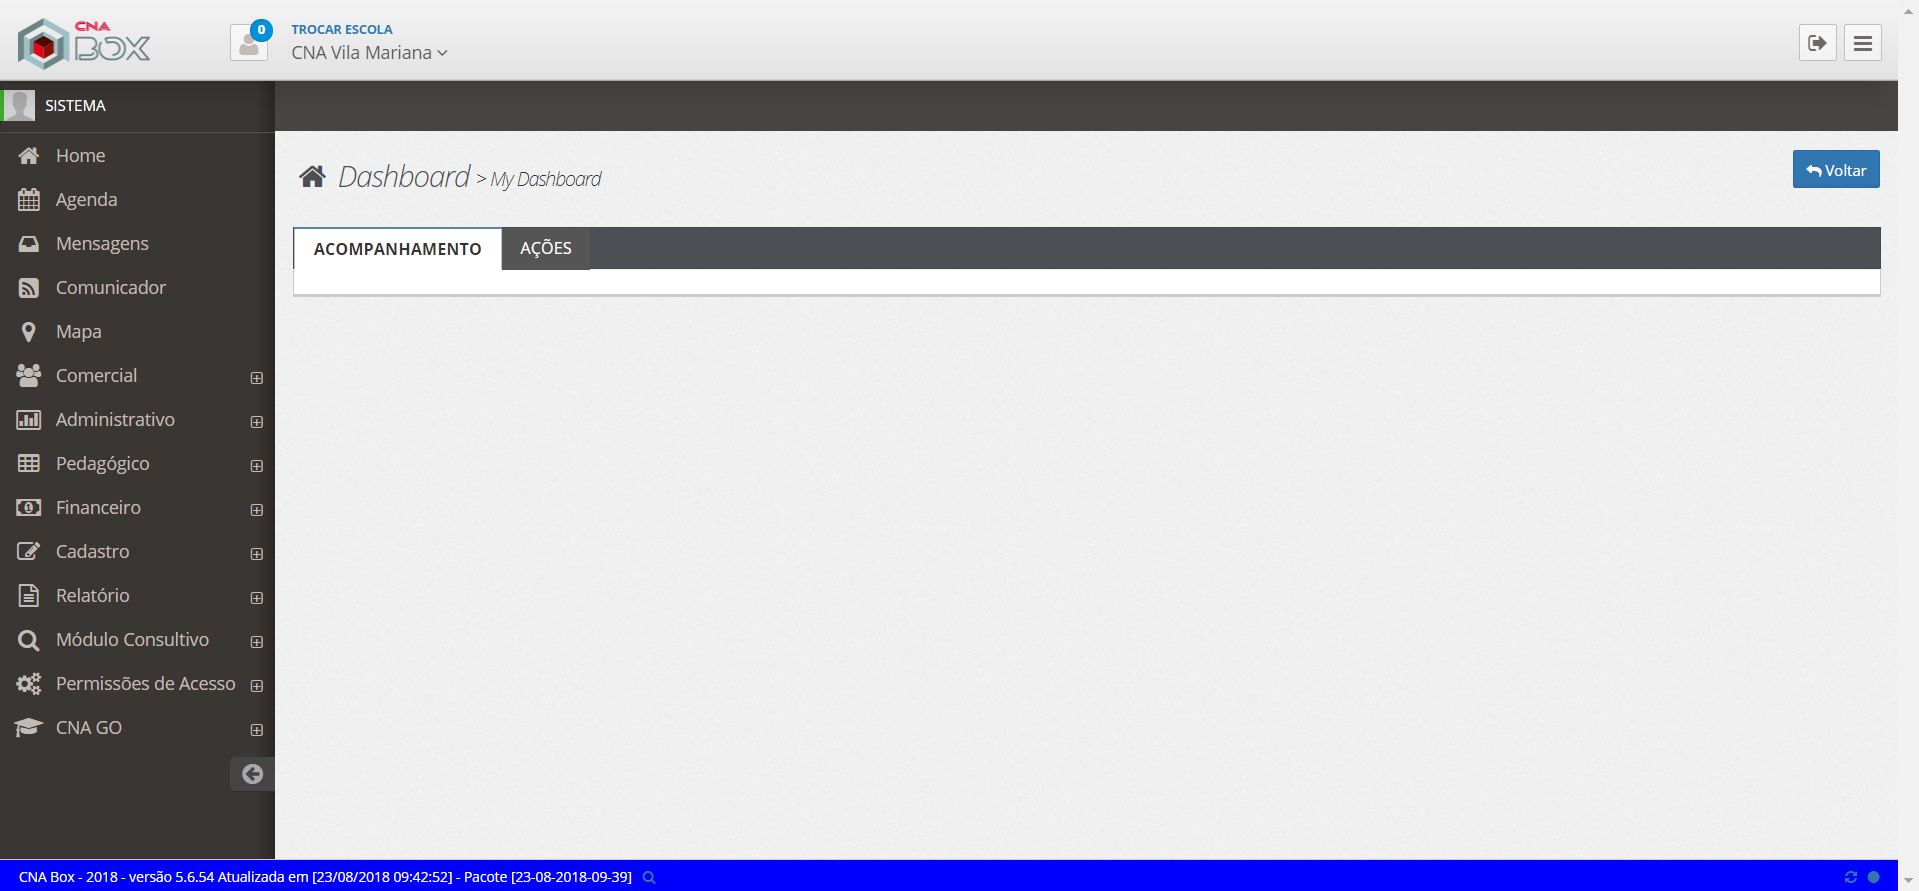 CNA
BOX
0
TROCAR ESCOLA
CNA Vila Mariana
SISTEMA
Home
Agenda
Mensagens
Comunicador
Mapa
Comercial
Administrativo
Pedagógico
Financeiro
Cadastro
Relatório
Módulo Consultivo
Permissões de Acesso
CNA GO
Dashboard > My Dashboard
Voltar
ACOMPANHAMENTO
AÇÕES
CNA Box - 2018 - versão 5.6.54 Atualizada em [23/08/2018 09:42:52] - Pacote [23-08-2018-09-39]